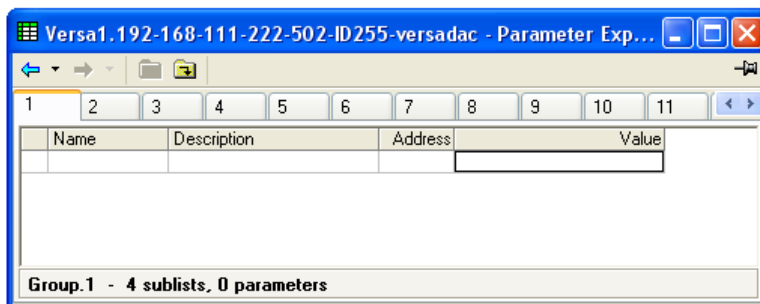 Versa1.192-168-111-222-502-ID255-versadac - Parameter Exp...
1 2 3 4 5 6 7 8 9 10 11
Name Description Address Value
Group.1 - 4 sublists, 0 parameters